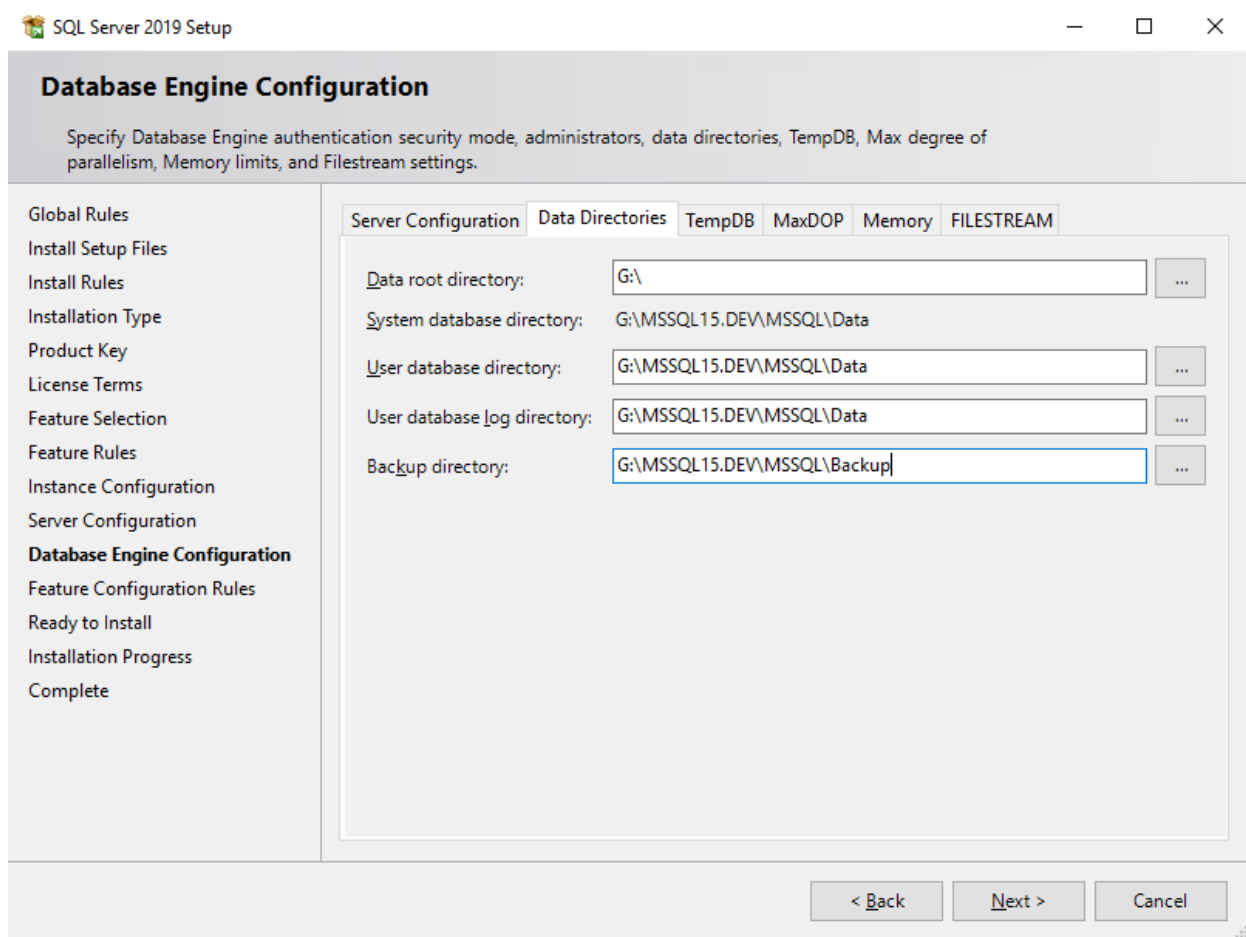 SQL Server 2019 Setup
Database Engine Configuration
Specify Database Engine authentication security mode, administrators, data directories, TempDB, Max degree of
parallelism, Memory limits, and Filestream settings.
Global Rules
Install Setup Files
Install Rules
Installation Type
Product Key
License Terms
Feature Selection
Feature Rules
Instance Configuration
Server Configuration
Database Engine Configuration
Feature Configuration Rules
Ready to Install
Installation Progress
Complete
Server Configuration Data Directories TempDB MaxDOP Memory FILESTREAM
Data root directory: G:\ ...
System database directory: G:\MSSQL15.DEV\MSSQL\Data
User database directory: G:\MSSQL15.DEV\MSSQL\Data ...
User database log directory: G:\MSSQL15.DEV\MSSQL\Data ...
Backup directory: G:\MSSQL15.DEV\MSSQL\Backup ...
< Back Next > Cancel